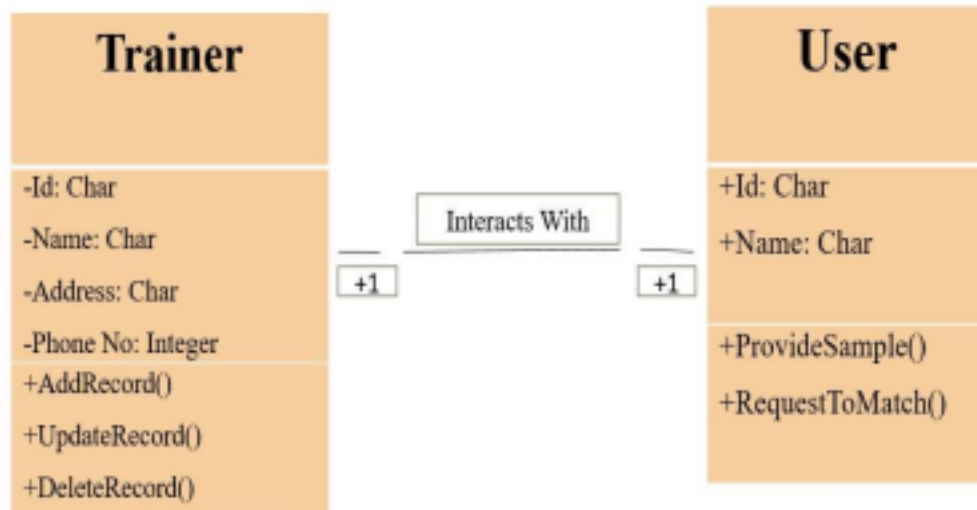 Trainer
-Id: Char
-Name: Char
-Address: Char
-Phone No: Integer
+AddRecord()
+UpdateRecord()
+DeleteRecord()
Interacts With
+1
+1
User
+Id: Char
+Name: Char
+ProvideSample()
+RequestToMatch()